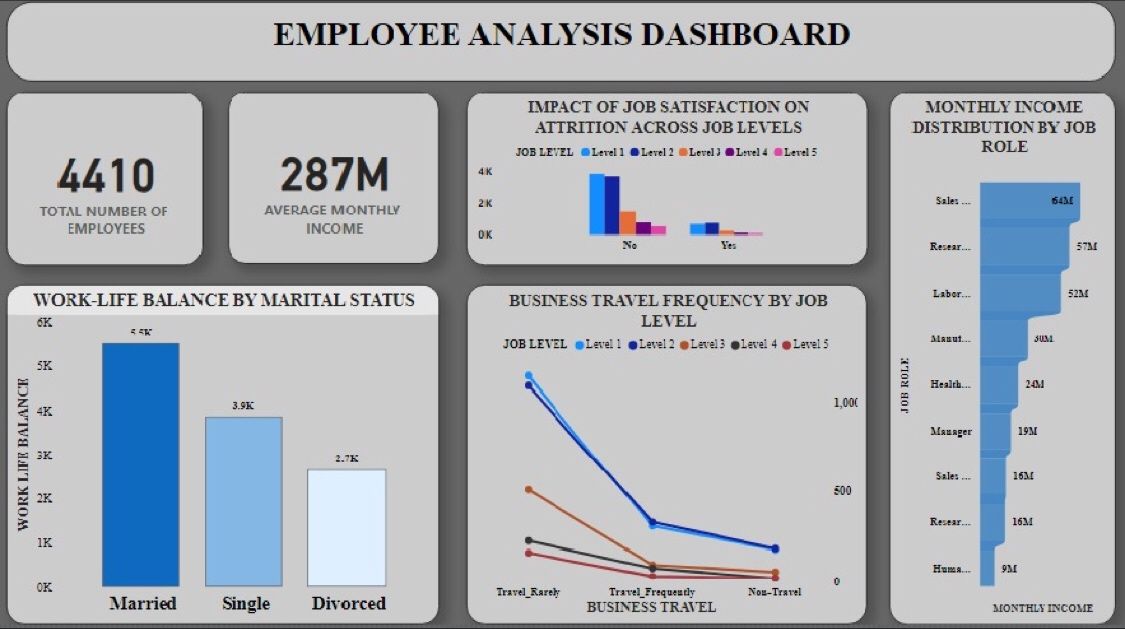 EMPLOYEE ANALYSIS DASHBOARD
4410
TOTAL NUMBER OF
EMPLOYEES
287M
AVERAGE MONTHLY
INCOME
IMPACT OF JOB SATISFACTION ON
ATTRITION ACROSS JOB LEVELS
JOB LEVEL Level 1 Level 2 Level 3 Level 4 Level 5
4K
2K
0K
No Yes
MONTHLY INCOME
DISTRIBUTION BY JOB
ROLE
Sales ... 64M
Resear... 57M
Labor... 52M
Manuf... 30M
Health... 24M
Manager 19M
Sales ... 16M
Resear... 16M
Huma... 9M
JOB ROLE
MONTHLY INCOME
WORK-LIFE BALANCE BY MARITAL STATUS
WORK LIFE BALANCE
6K
5K
4K
3K
2K
1K
0K
5.5K
3.9K
2.7K
Married Single Divorced
BUSINESS TRAVEL FREQUENCY BY JOB
LEVEL
JOB LEVEL Level 1 Level 2 Level 3 Level 4 Level 5
1,000
500
0
Travel_Rarely Travel_Frequently Non-Travel
BUSINESS TRAVEL